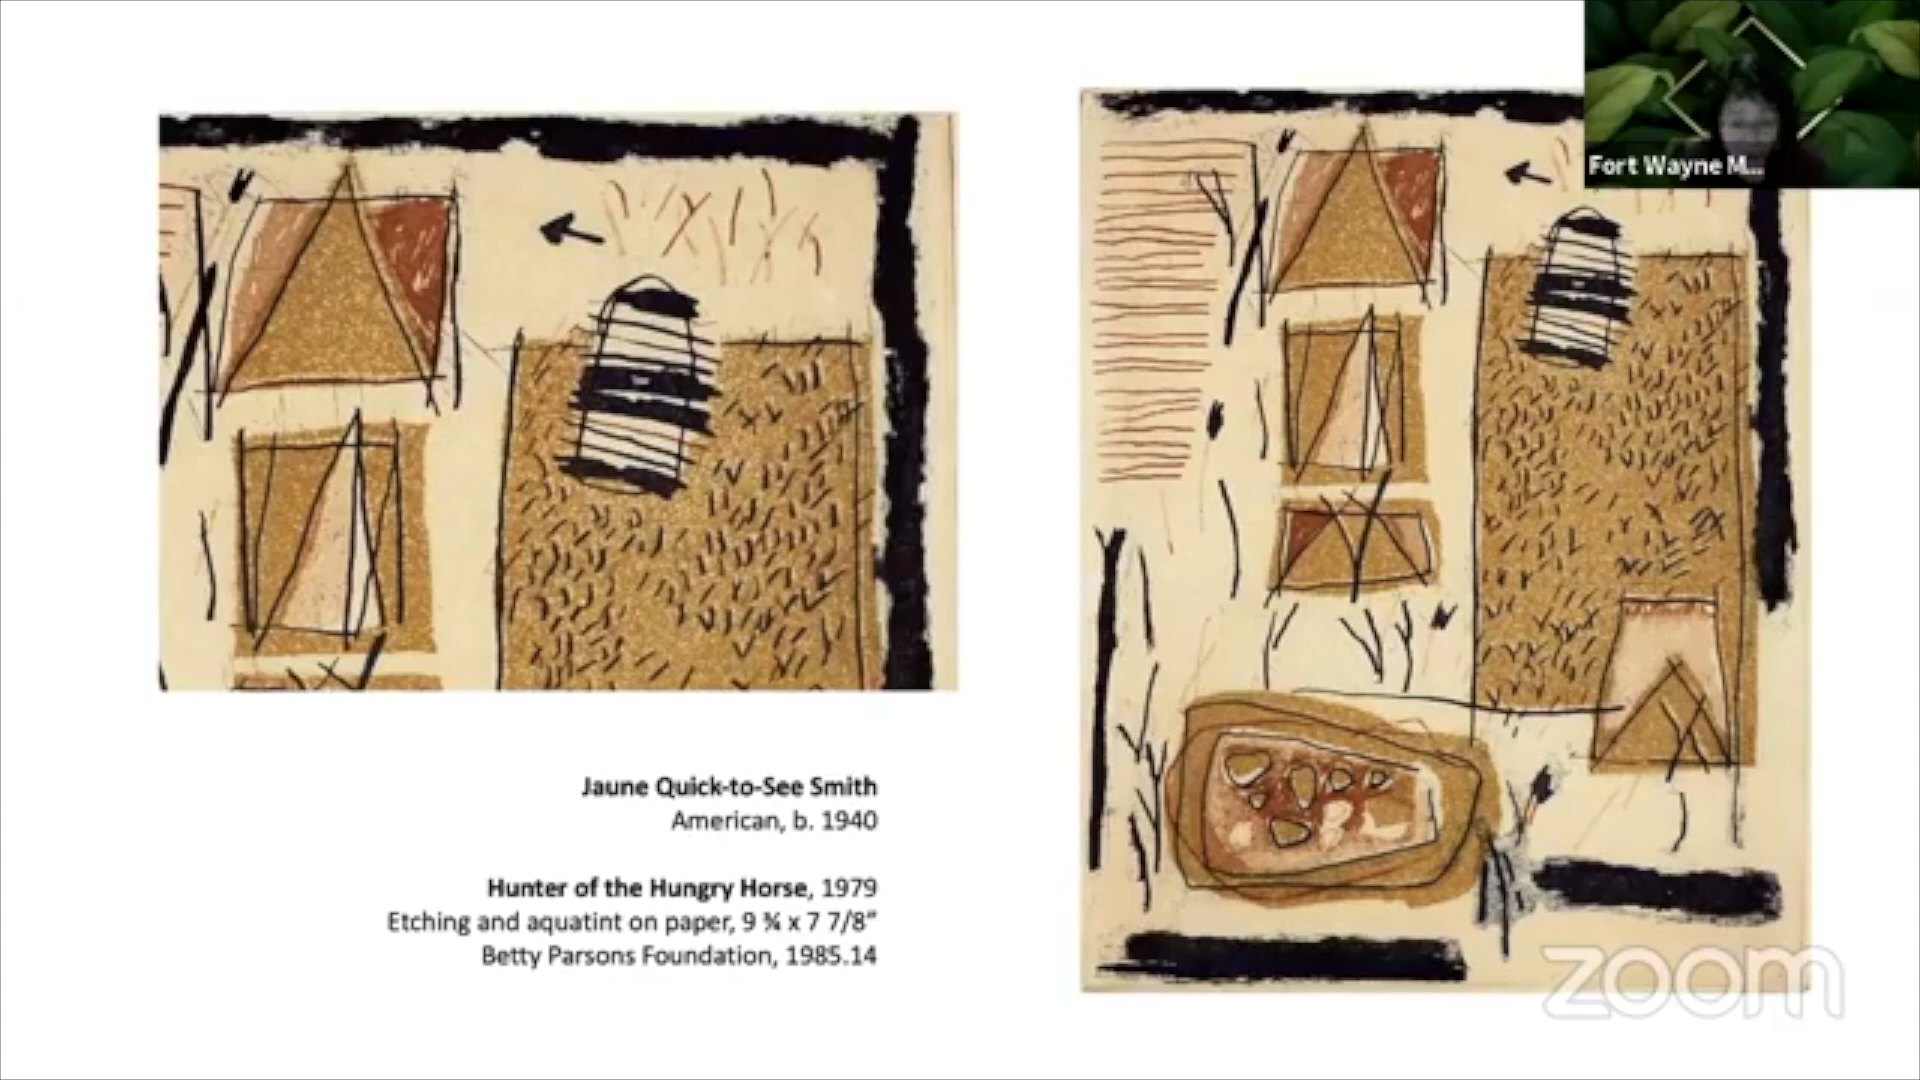 Fort Wayne M...
Jaune Quick-to-See Smith
American, b. 1940
Hunter of the Hungry Horse, 1979
Etching and aquatint on paper, 9 ¾ x 7 7/8”
Betty Parsons Foundation, 1985.14
zoom